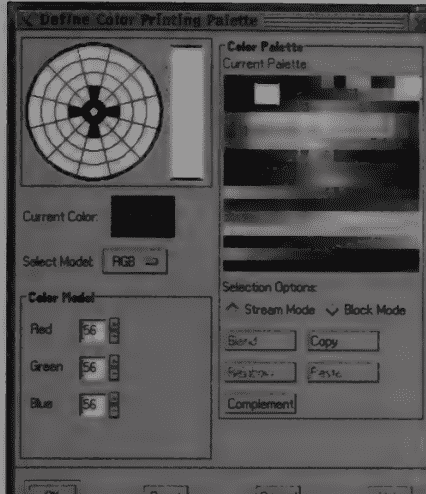 Define Color Printing Palette
Color Palette
Current Palette
Current Color:
Select Model: RGB
Color Model
Red 56
Green 56
Blue 56
Selection Options:
Stream Mode Block Mode
Blend Copy
Paste
Complement